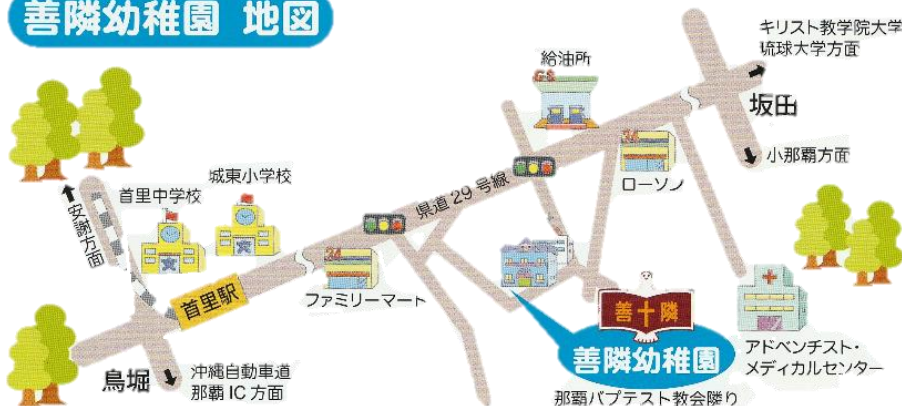 善隣幼稚園 地図
キリスト教学院大学
琉球大学方面
給油所
GS
坂田
小那覇方面
24
ローソン
城東小学校
首里中学校
安謝方面
県道29号線
24
ファミリーマート
首里駅
善十隣
善隣幼稚園
那覇バプテスト教会隣り
アドベンチスト・
メディカルセンター
鳥堀
沖縄自動車道
那覇IC方面